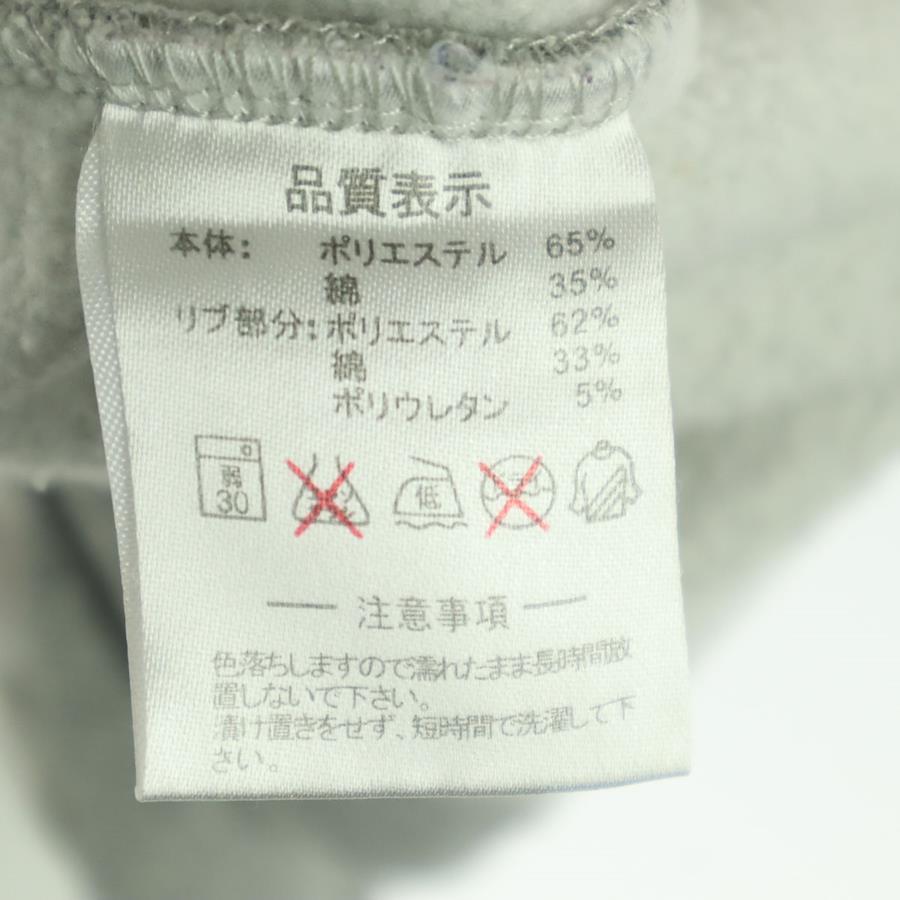 品質表示
本体: ポリエステル 65%
綿 35%
リブ部分: ポリエステル 62%
綿 33%
ポリウレタン 5%
弱 30 低
注意事項
色落ちしますので濡れたまま長時間放
置しないで下さい。
漬け置きをせず、短時間で洗濯して下
さい。